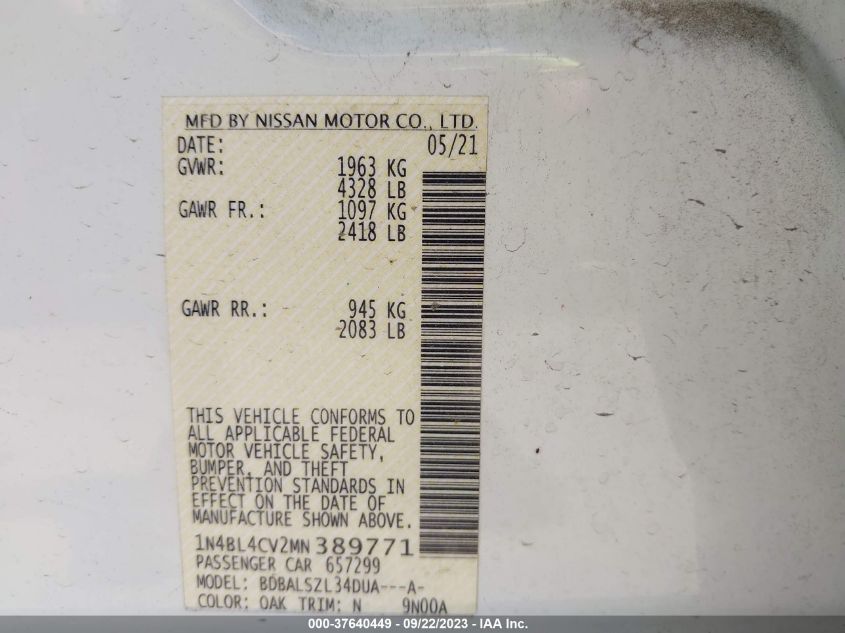 MFD BY NISSAN MOTOR CO., LTD.
DATE: 05/21
GVWR: 1963 KG
4328 LB
GAWR FR.: 1097 KG
2418 LB
GAWR RR.: 945 KG
2083 LB
THIS VEHICLE CONFORMS TO
ALL APPLICABLE FEDERAL
MOTOR VEHICLE SAFETY,
BUMPER, AND THEFT
PREVENTION STANDARDS IN
EFFECT ON THE DATE OF
MANUFACTURE SHOWN ABOVE.
1N4BL4CV2MN389771
PASSENGER CAR 657299
MODEL: BDBALSZL34DUA---A-
COLOR: QAK TRIM: N 9N00A
000-37640449 - 09/22/2023 - IAA Inc.